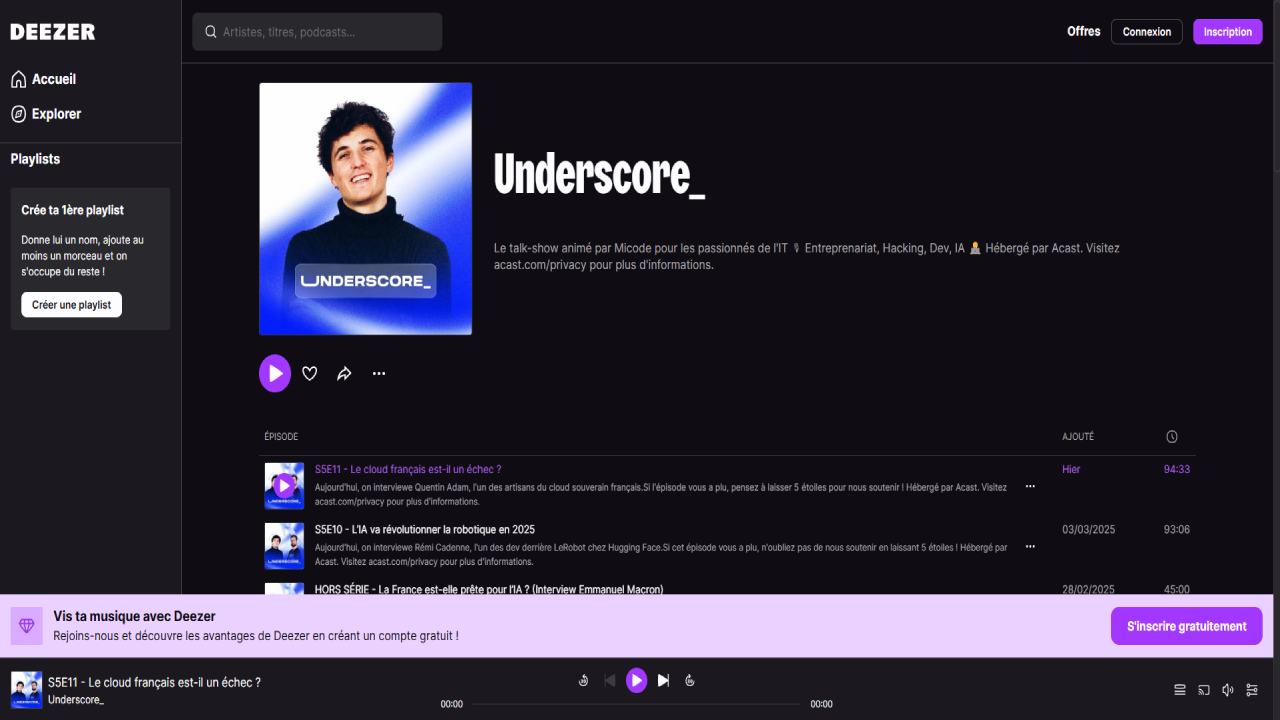 DEEZER
Artistes, titres, podcasts...
Offres
Connexion
Inscription
Accueil
Explorer
Playlists
Crée ta 1ère playlist
Donne lui un nom, ajoute au
moins un morceau et on
s'occupe du reste !
Créer une playlist
UNDERSCORE_
Underscore_
Le talk-show animé par Micode pour les passionnés de l'IT 🎙 Entreprenariat, Hacking, Dev, IA 👨‍💻 Hébergé par Acast. Visitez
acast.com/privacy pour plus d'informations.
ÉPISODE
AJOUTÉ
S5E11 - Le cloud français est-il un échec ?
Hier
94:33
Aujourd'hui, on interviewe Quentin Adam, l'un des artisans du cloud souverain français.Si l'épisode vous a plu, pensez à laisser 5 étoiles pour nous soutenir ! Hébergé par Acast. Visitez
acast.com/privacy pour plus d'informations.
S5E10 - L'IA va révolutionner la robotique en 2025
03/03/2025
93:06
Aujourd'hui, on interviewe Rémi Cadenne, l'un des dev derrière LeRobot chez Hugging Face.Si cet épisode vous a plu, n'oubliez pas de nous soutenir en laissant 5 étoiles ! Hébergé par
Acast. Visitez acast.com/privacy pour plus d'informations.
HORS SÉRIE - La France est-elle prête pour l'IA ? (Interview Emmanuel Macron)
28/02/2025
45:00
Vis ta musique avec Deezer
Rejoins-nous et découvre les avantages de Deezer en créant un compte gratuit !
S'inscrire gratuitement
S5E11 - Le cloud français est-il un échec ?
Underscore_
00:00
00:00